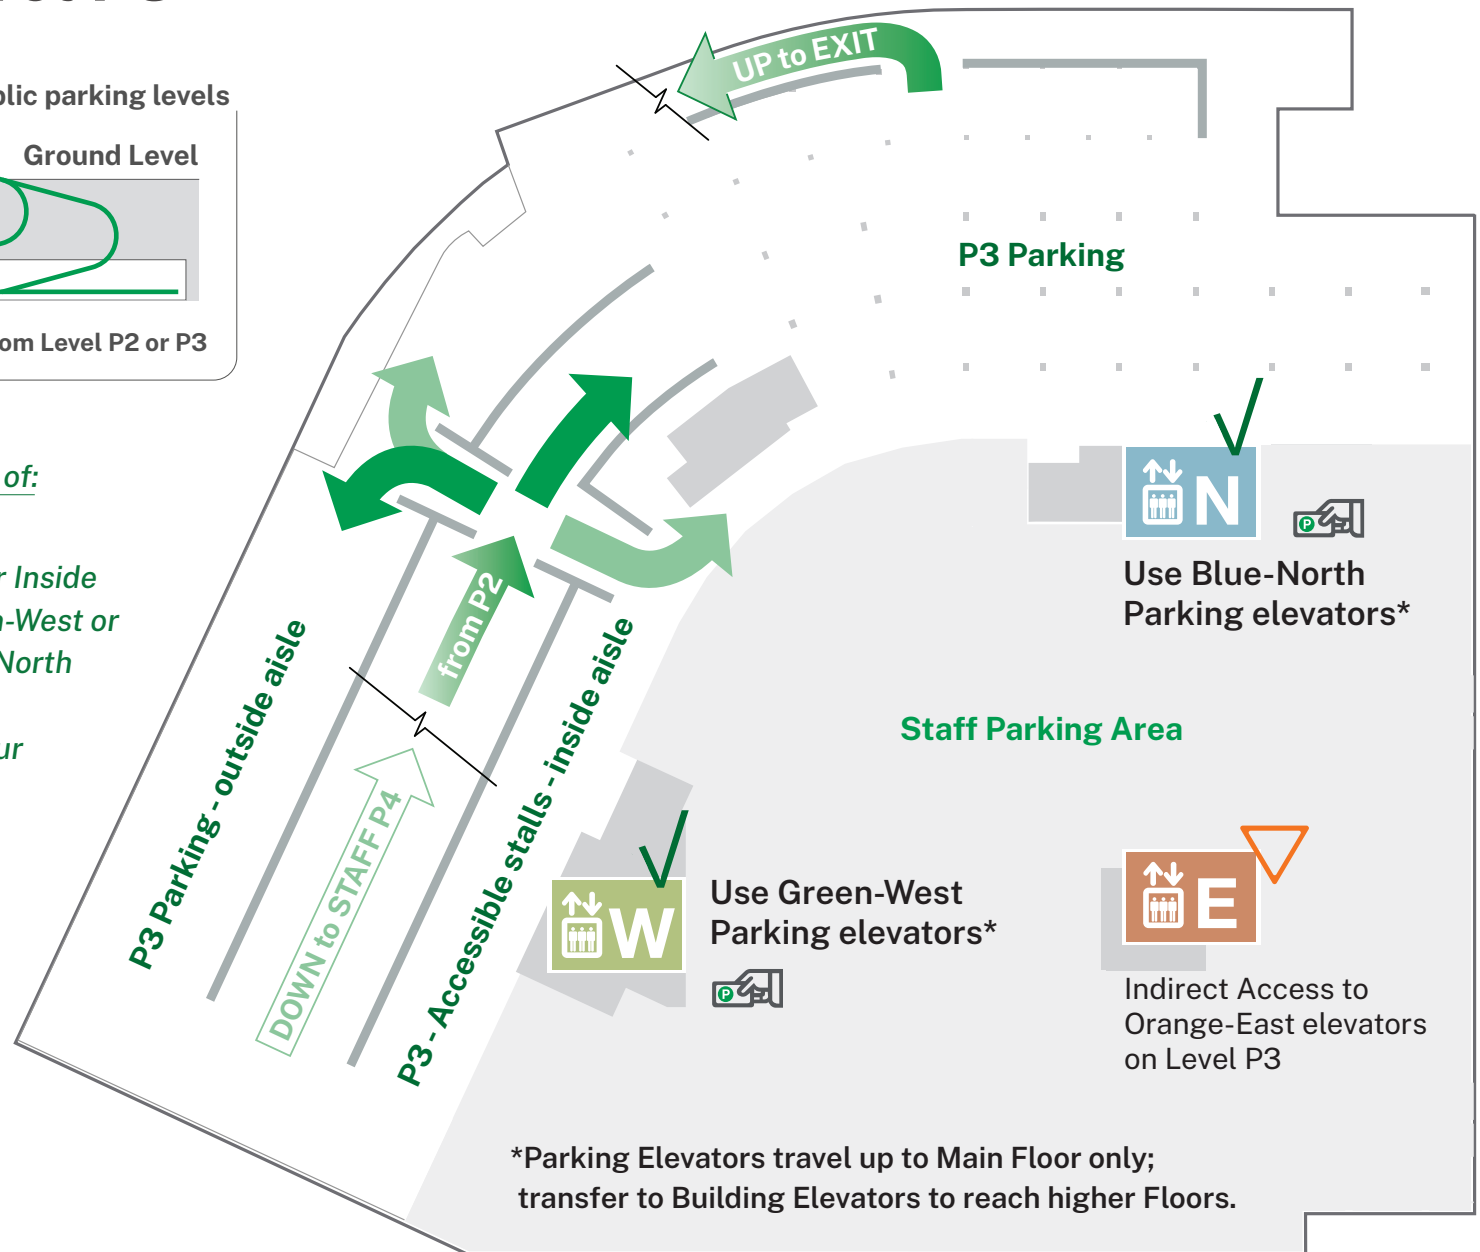 parking levels
Ground Level
Level P2 or P3
of:
Inside
West or
North
UP to EXIT
P3 Parking
from P2
P3 Parking - outside aisle
DOWN to STAFF P4
P3 - Accessible stalls - inside aisle
N
P
Use Blue-North
Parking elevators*
Staff Parking Area
W
Use Green-West
Parking elevators*
P
E
Indirect Access to
Orange-East elevators
on Level P3
*Parking Elevators travel up to Main Floor only;
transfer to Building Elevators to reach higher Floors.